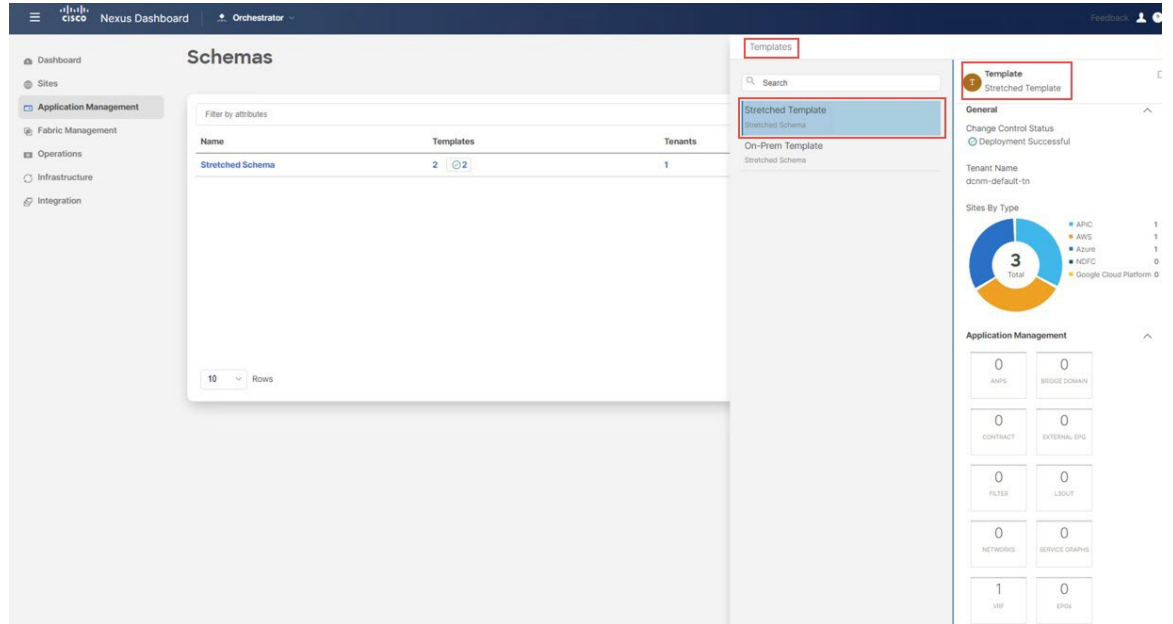 cisco Nexus Dashboard Orchestrator Feedback
Dashboard
Sites
Application Management
Fabric Management
Operations
Infrastructure
Integration
Schemas
Filter by attributes
Name Templates Tenants
Stretched Schema 2 2 1
10 Rows
Templates
Search
Stretched Template
Stretched Schema
On-Prem Template
Stretched Schema
T
Template
Stretched Template
General
Change Control Status
Deployment Successful
Tenant Name
dcnm-default-tn
Sites By Type
3
Total
APIC 1
AWS 1
Azure 1
NDFC 0
Google Cloud Platform 0
Application Management
0 0
ANPS BRIDGE DOMAIN
0 0
CONTRACT EXTERNAL EPG
0 0
FILTER L3OUT
0 0
NETWORKS SERVICE GRAPHS
1 0
VRF EPGs